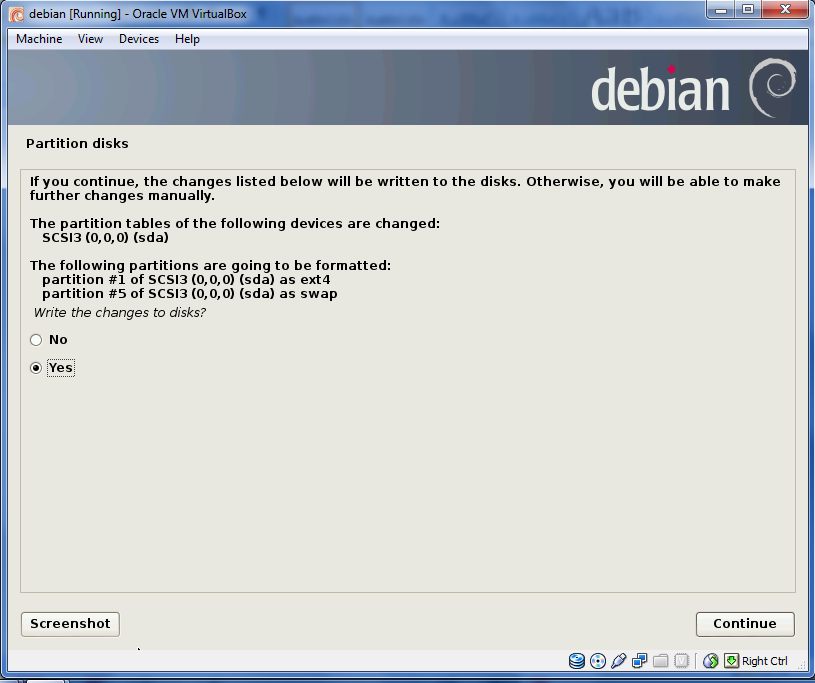 debian [Running] - Oracle VM VirtualBox
Machine View Devices Help
debian
Partition disks
If you continue, the changes listed below will be written to the disks. Otherwise, you will be able to make
further changes manually.
The partition tables of the following devices are changed:
SCSI3 (0,0,0) (sda)
The following partitions are going to be formatted:
partition #1 of SCSI3 (0,0,0) (sda) as ext4
partition #5 of SCSI3 (0,0,0) (sda) as swap
Write the changes to disks?
No
Yes
Screenshot Continue
Right Ctrl